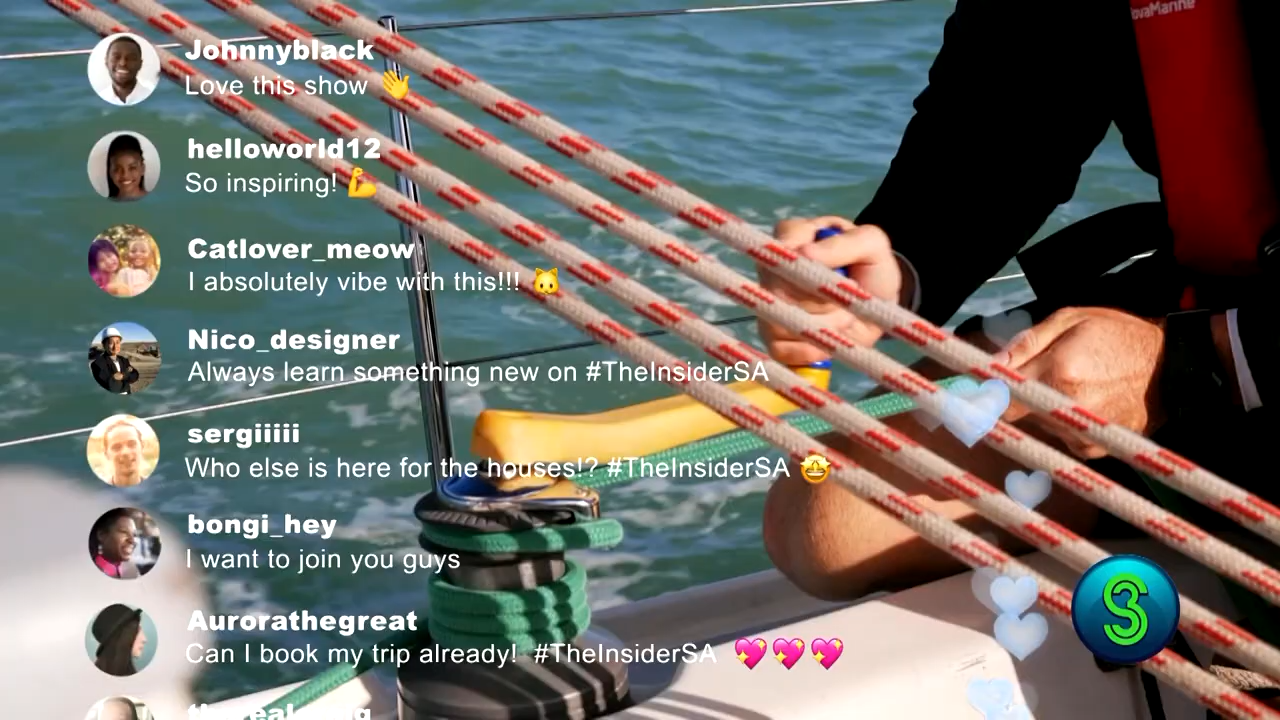 ovaMarine
Johnnyblack
Love this show 👋
helloworld12
So inspiring! 💪
Catlover_meow
I absolutely vibe with this!!! 🐱
Nico_designer
Always learn something new on #TheInsiderSA
sergiiiii
Who else is here for the houses!? #TheInsiderSA 🤩
bongi_hey
I want to join you guys
Aurorathegreat
Can I book my trip already! #TheInsiderSA 💖💖💖
3